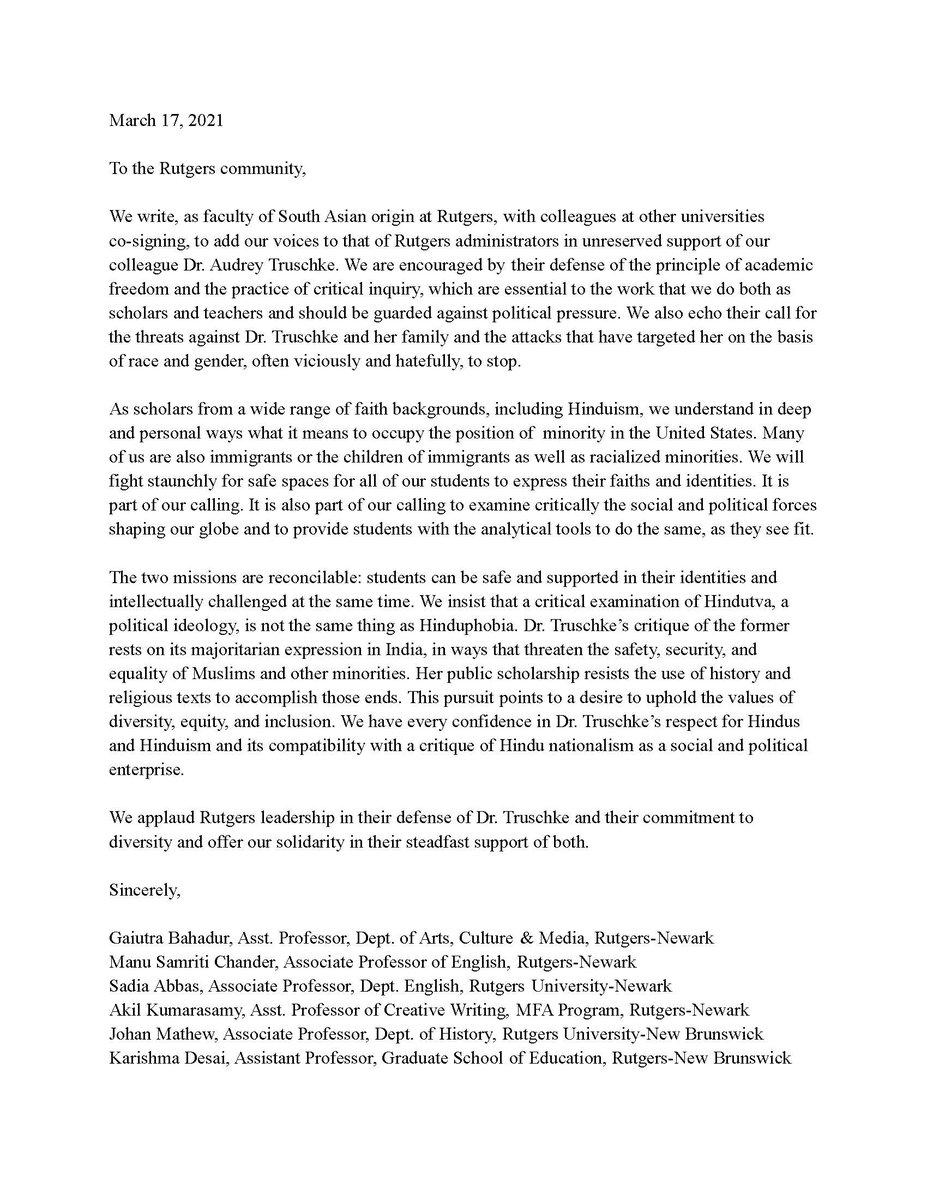 March 17, 2021
To the Rutgers community,
We write, as faculty of South Asian origin at Rutgers, with colleagues at other universities
co-signing, to add our voices to that of Rutgers administrators in unreserved support of our
colleague Dr. Audrey Truschke. We are encouraged by their defense of the principle of academic
freedom and the practice of critical inquiry, which are essential to the work that we do both as
scholars and teachers and should be guarded against political pressure. We also echo their call for
the threats against Dr. Truschke and her family and the attacks that have targeted her on the basis
of race and gender, often viciously and hatefully, to stop.
As scholars from a wide range of faith backgrounds, including Hinduism, we understand in deep
and personal ways what it means to occupy the position of minority in the United States. Many
of us are also immigrants or the children of immigrants as well as racialized minorities. We will
fight staunchly for safe spaces for all of our students to express their faiths and identities. It is
part of our calling. It is also part of our calling to examine critically the social and political forces
shaping our globe and to provide students with the analytical tools to do the same, as they see fit.
The two missions are reconcilable: students can be safe and supported in their identities and
intellectually challenged at the same time. We insist that a critical examination of Hindutva, a
political ideology, is not the same thing as Hinduphobia. Dr. Truschke’s critique of the former
rests on its majoritarian expression in India, in ways that threaten the safety, security, and
equality of Muslims and other minorities. Her public scholarship resists the use of history and
religious texts to accomplish those ends. This pursuit points to a desire to uphold the values of
diversity, equity, and inclusion. We have every confidence in Dr. Truschke’s respect for Hindus
and Hinduism and its compatibility with a critique of Hindu nationalism as a social and political
enterprise.
We applaud Rutgers leadership in their defense of Dr. Truschke and their commitment to
diversity and offer our solidarity in their steadfast support of both.
Sincerely,
Gaiutra Bahadur, Asst. Professor, Dept. of Arts, Culture & Media, Rutgers-Newark
Manu Samriti Chander, Associate Professor of English, Rutgers-Newark
Sadia Abbas, Associate Professor, Dept. English, Rutgers University-Newark
Akil Kumarasamy, Asst. Professor of Creative Writing, MFA Program, Rutgers-Newark
Johan Mathew, Associate Professor, Dept. of History, Rutgers University-New Brunswick
Karishma Desai, Assistant Professor, Graduate School of Education, Rutgers-New Brunswick